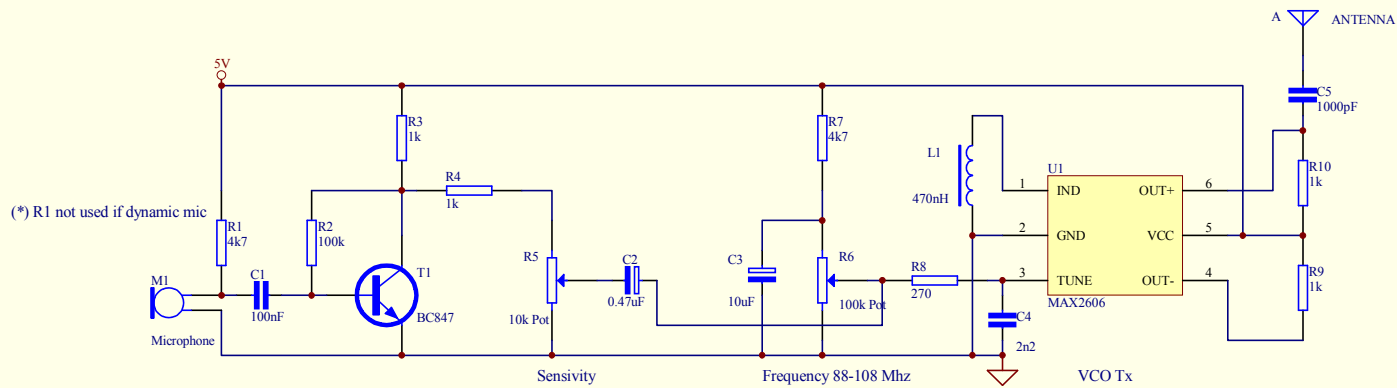 A
ANTENNA
5V
C5
1000pF
R3
1k
R7
4k7
R4
1k
L1
470nH
U1
1
IND
OUT+
6
R10
1k
(*) R1 not used if dynamic mic
R1
4k7
R2
100k
2
GND
VCC
5
R5
C2
0.47uF
C3
10uF
R6
100k Pot
R8
270
3
TUNE
OUT-
4
MAX2606
R9
1k
M1
C1
100nF
T1
BC847
10k Pot
C4
2n2
Microphone
Sensivity
Frequency 88-108 Mhz
VCO Tx